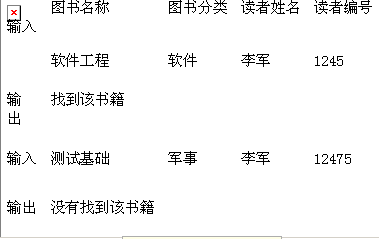 图书名称 图书分类 读者姓名 读者编号
输入
软件工程 软件 李军 1245
输出 找到该书籍
输入 测试基础 军事 李军 12475
输出 没有找到该书籍